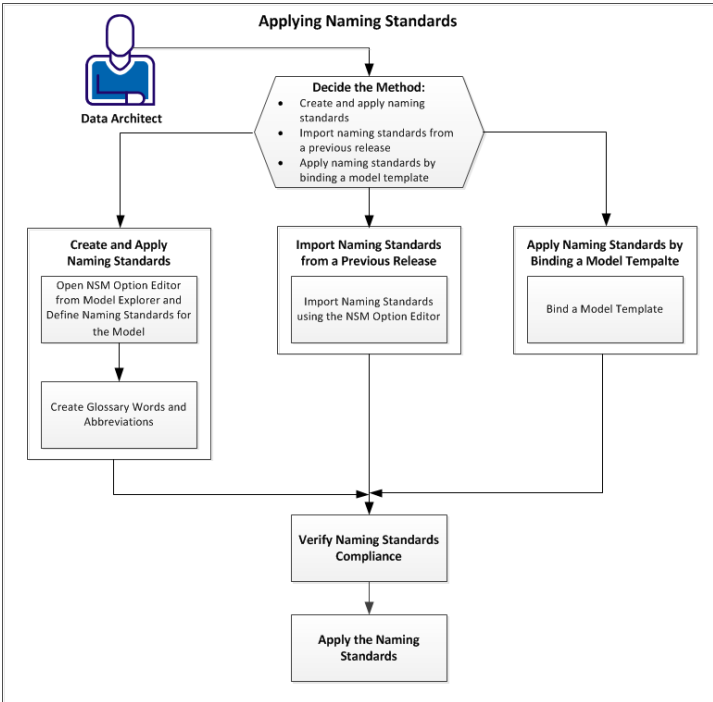 Applying Naming Standards
Data Architect
Decide the Method:
• Create and apply naming
standards
• Import naming standards from
a previous release
• Apply naming standards by
binding a model template
Create and Apply
Naming Standards
Open NSM Option Editor
from Model Explorer and
Define Naming Standards for
the Model
Create Glossary Words and
Abbreviations
Import Naming Standards
from a Previous Release
Import Naming Standards
using the NSM Option Editor
Apply Naming Standards by
Binding a Model Tempalte
Bind a Model Template
Verify Naming Standards
Compliance
Apply the Naming
Standards